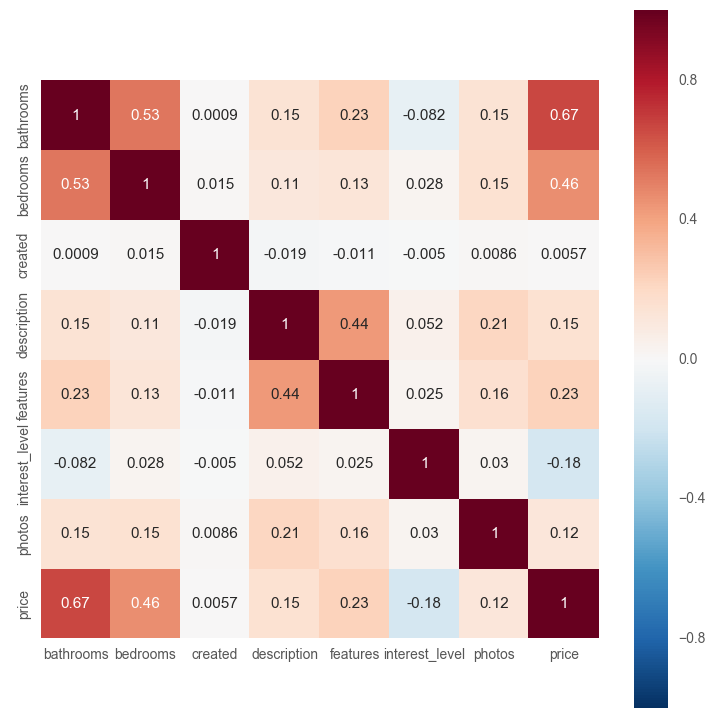 0.8
bathrooms 1 0.53 0.0009 0.15 0.23 -0.082 0.15 0.67
bedrooms 0.53 1 0.015 0.11 0.13 0.028 0.15 0.46
0.4
created 0.0009 0.015 1 -0.019 -0.011 -0.005 0.0086 0.0057
description 0.15 0.11 -0.019 1 0.44 0.052 0.21 0.15
0.0
features 0.23 0.13 -0.011 0.44 1 0.025 0.16 0.23
interest_level -0.082 0.028 -0.005 0.052 0.025 1 0.03 -0.18
-0.4
photos 0.15 0.15 0.0086 0.21 0.16 0.03 1 0.12
price 0.67 0.46 0.0057 0.15 0.23 -0.18 0.12 1
-0.8
bathrooms bedrooms created description features interest_level photos price